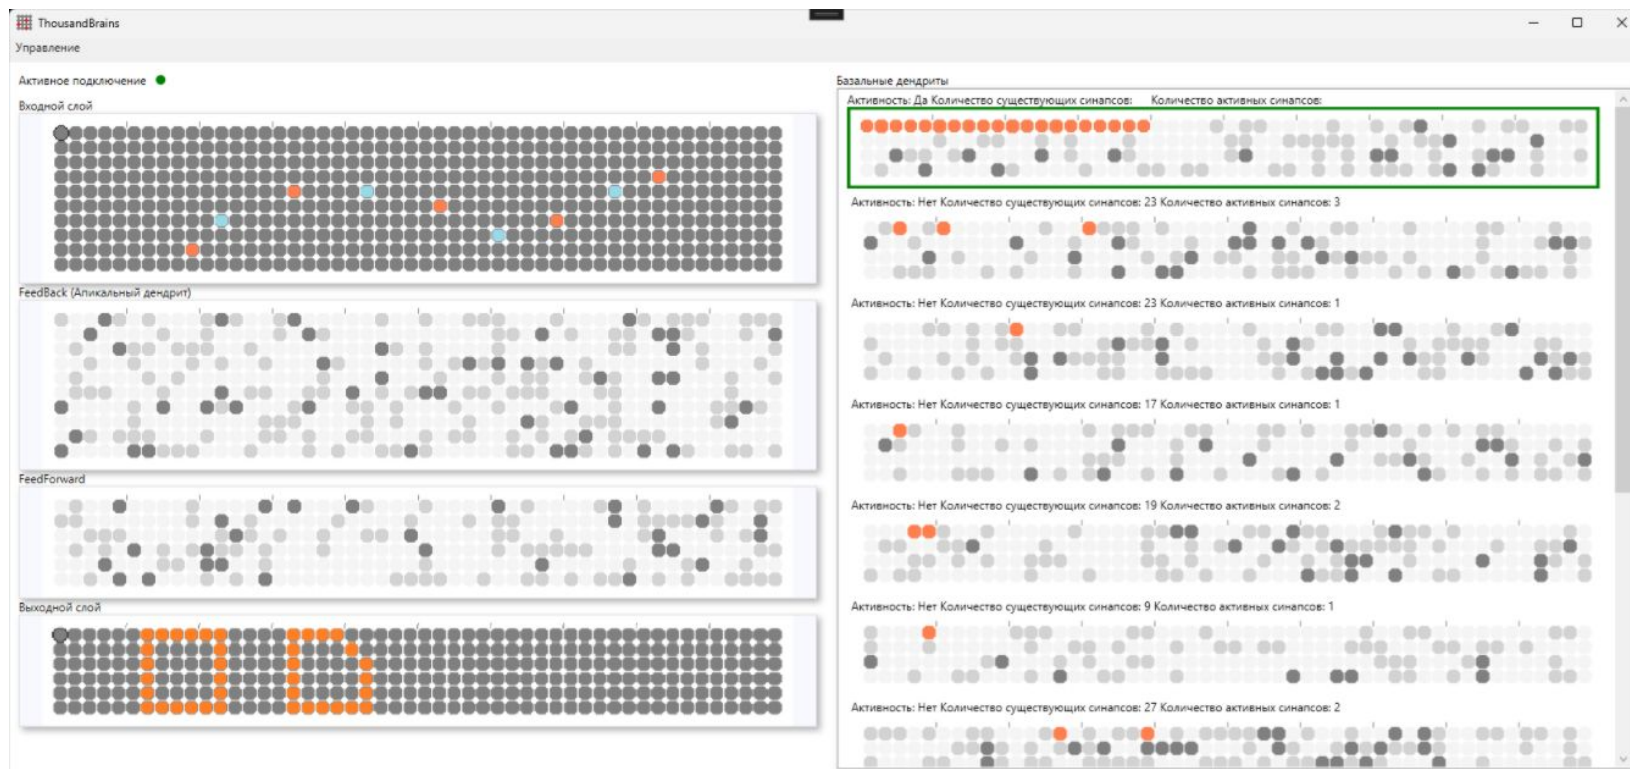 ThousandBrains
Управление
Активное подключение
Входной слой
FeedBack (Апикальный дендрит)
FeedForward
Выходной слой
Базальные дендриты
Активность: Да Количество существующих синапсов: Количество активных синапсов:
Активность: Нет Количество существующих синапсов: 23 Количество активных синапсов: 3
Активность: Нет Количество существующих синапсов: 23 Количество активных синапсов: 1
Активность: Нет Количество существующих синапсов: 17 Количество активных синапсов: 1
Активность: Нет Количество существующих синапсов: 19 Количество активных синапсов: 2
Активность: Нет Количество существующих синапсов: 9 Количество активных синапсов: 1
Активность: Нет Количество существующих синапсов: 27 Количество активных синапсов: 2